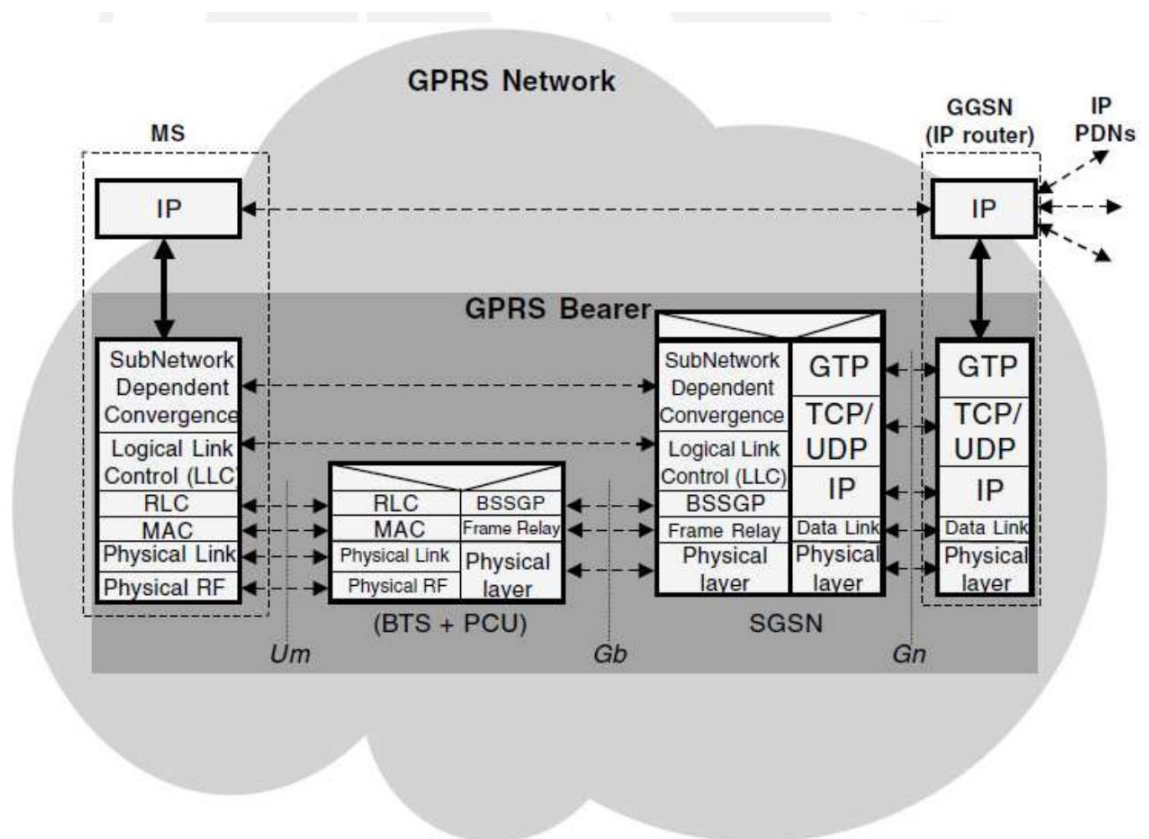 GPRS Network
MS
GGSN
(IP router)
IP
PDNs
IP
IP
GPRS Bearer
SubNetwork
Dependent
Convergence
Logical Link
Control (LLC)
RLC
MAC
Physical Link
Physical RF
RLC
MAC
Physical Link
Physical RF
BSSGP
Frame Relay
Physical
layer
(BTS + PCU)
SubNetwork
Dependent
Convergence
Logical Link
Control (LLC)
BSSGP
Frame Relay
Physical
layer
GTP
TCP/
UDP
IP
Data Link
Physical
layer
SGSN
GTP
TCP/
UDP
IP
Data Link
Physical
layer
Um
Gb
Gn